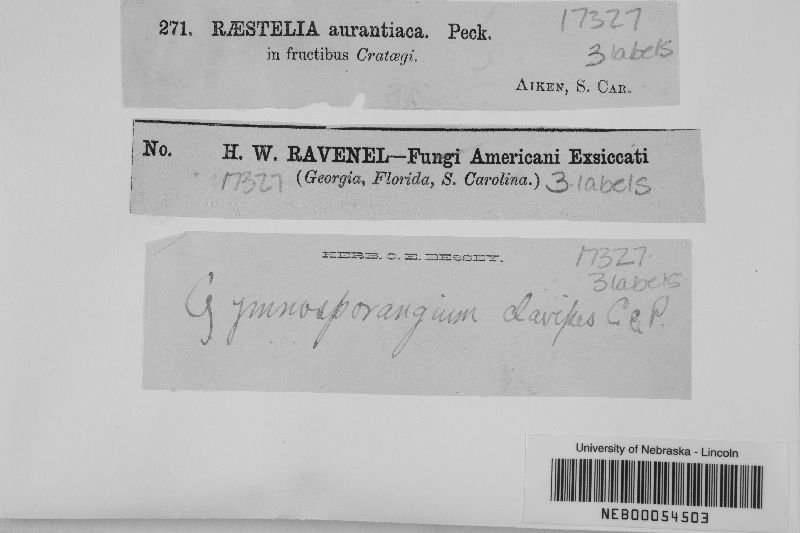 271. RÆSTELIA aurantiaca. Peck. 17327
in fructibus Cratægi. 3 labels
AIKEN, S. CAR.
No. H. W. RAVENEL—Fungi Americani Exsiccati
17327 (Georgia, Florida, S. Carolina.) 3 labels
HERB. C. E. BESSEY. 17327
3 labels
Gymnosporangium clavipes C & P.
University of Nebraska - Lincoln
NEB00054503